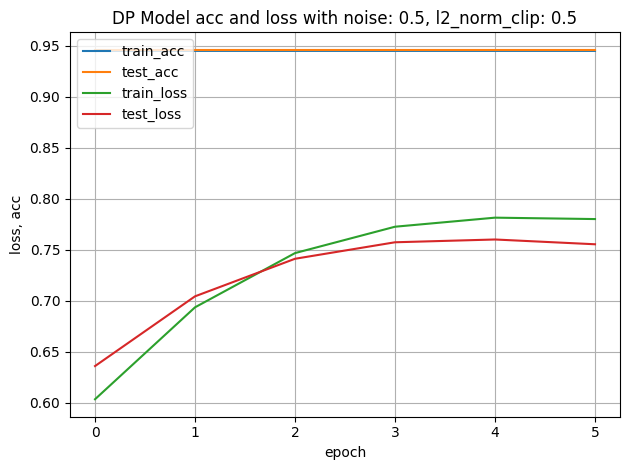 DP Model acc and loss with noise: 0.5, l2_norm_clip: 0.5
train_acc
test_acc
train_loss
test_loss
0.95
0.90
0.85
0.80
0.75
0.70
0.65
0.60
loss, acc
0 1 2 3 4 5
epoch